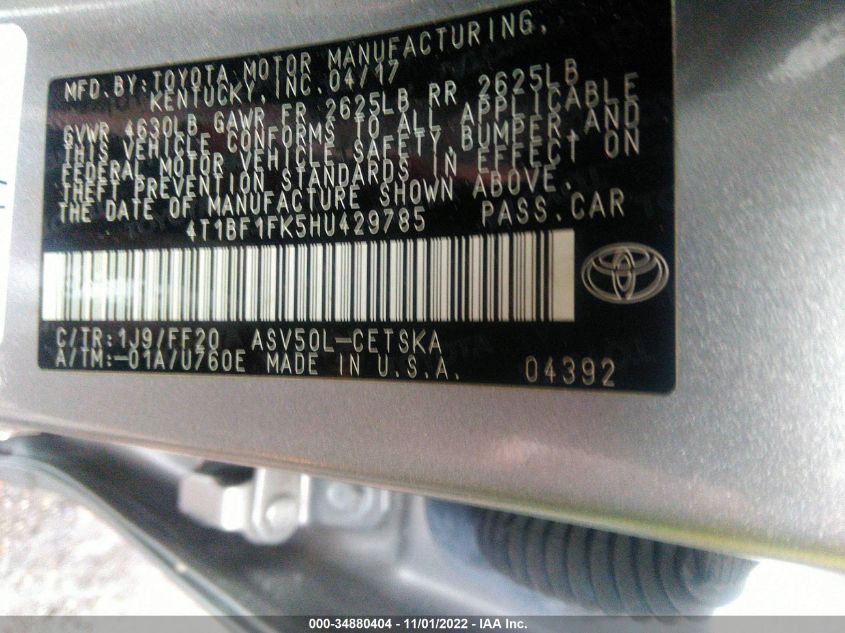 MFD. BY: TOYOTA MOTOR MANUFACTURING,
KENTUCKY, INC. 04/17
GVWR 4630LB GAWR FR 2625LB RR 2625LB
THIS VEHICLE CONFORMS TO ALL APPLICABLE
FEDERAL MOTOR VEHICLE SAFETY, BUMPER, AND
THEFT PREVENTION STANDARDS IN EFFECT ON
THE DATE OF MANUFACTURE SHOWN ABOVE.
4T1BF1FK5HU429785 PASS. CAR
C/TR: 1J9/FF20 ASV50L-CETSKA
A/TM:-01A/U760E MADE IN U.S.A. 04392
000-34880404 - 11/01/2022 - IAA Inc.